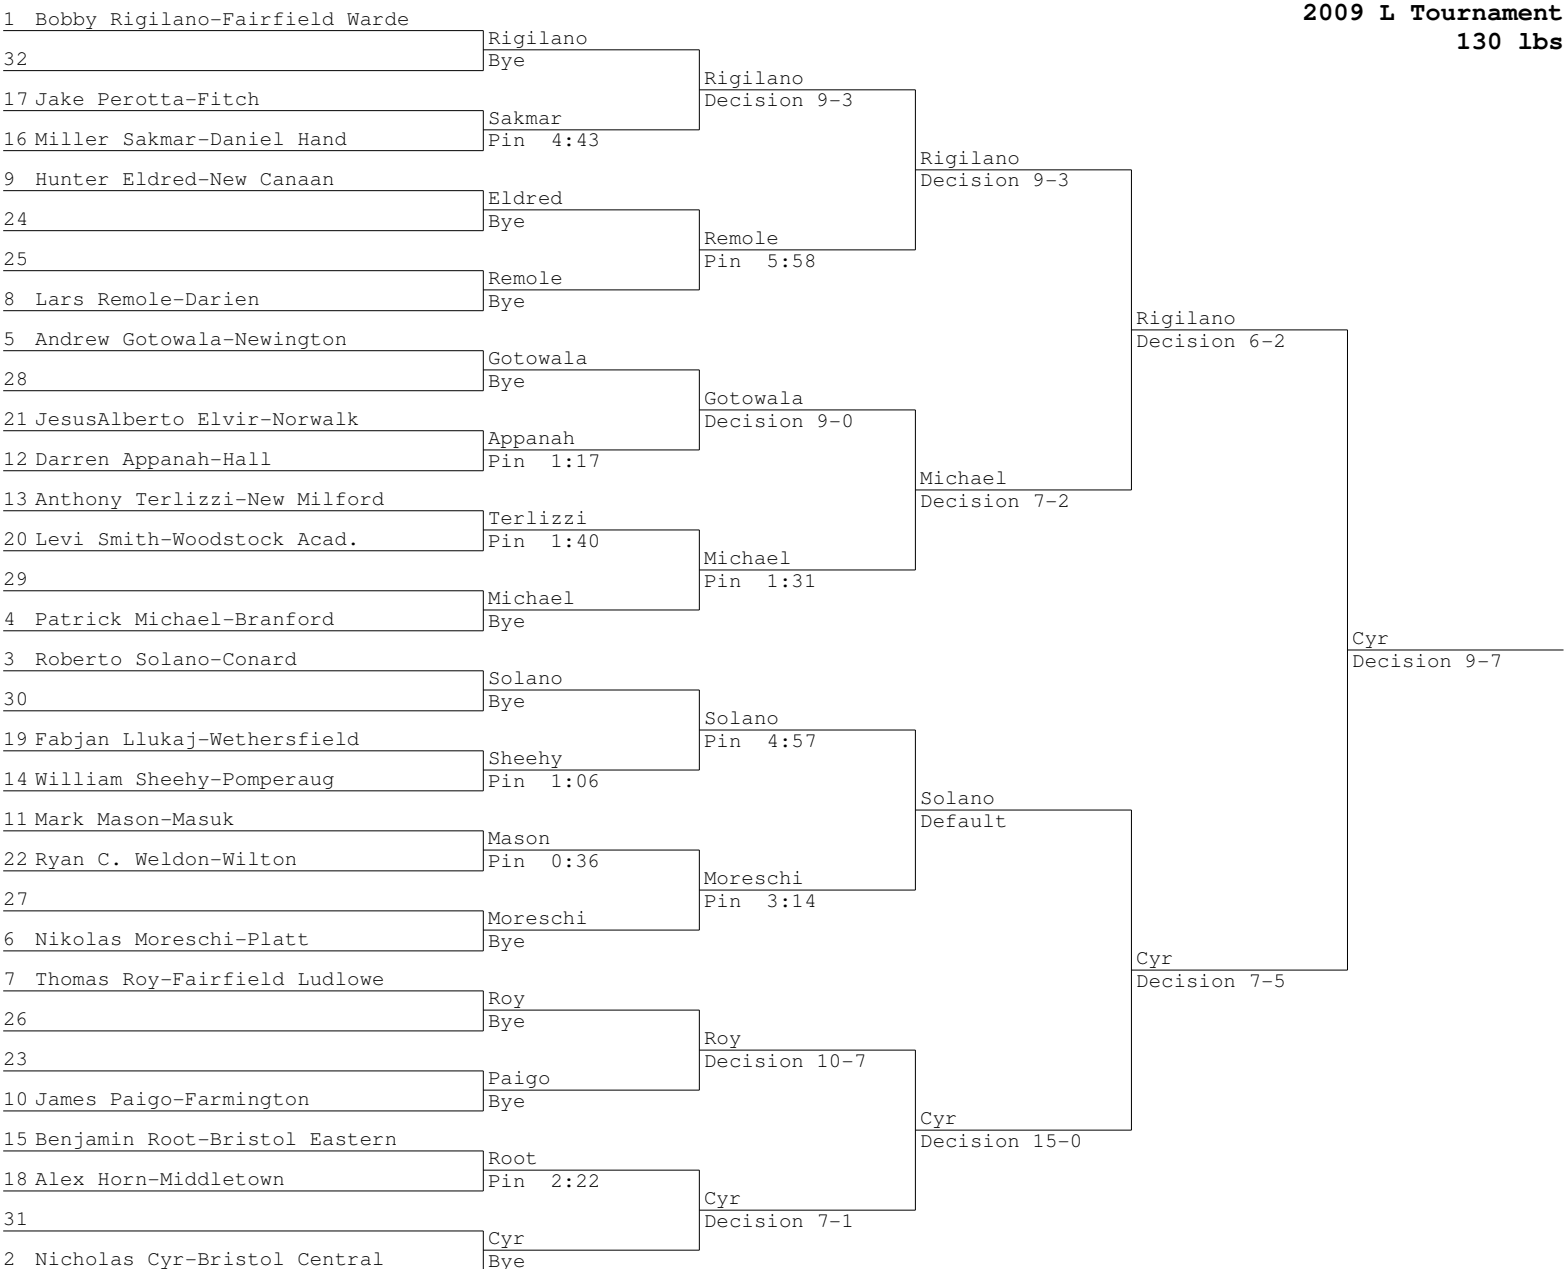 2009 L Tournament
130 lbs
1 Bobby Rigilano-Fairfield Warde
32
17 Jake Perotta-Fitch
16 Miller Sakmar-Daniel Hand
9 Hunter Eldred-New Canaan
24
25
8 Lars Remole-Darien
5 Andrew Gotowala-Newington
28
21 JesusAlberto Elvir-Norwalk
12 Darren Appanah-Hall
13 Anthony Terlizzi-New Milford
20 Levi Smith-Woodstock Acad.
29
4 Patrick Michael-Branford
3 Roberto Solano-Conard
30
19 Fabjan Llukaj-Wethersfield
14 William Sheehy-Pomperaug
11 Mark Mason-Masuk
22 Ryan C. Weldon-Wilton
27
6 Nikolas Moreschi-Platt
7 Thomas Roy-Fairfield Ludlowe
26
23
10 James Paigo-Farmington
15 Benjamin Root-Bristol Eastern
18 Alex Horn-Middletown
31
2 Nicholas Cyr-Bristol Central
Rigilano
Bye
Sakmar
Pin 4:43
Eldred
Bye
Remole
Bye
Gotowala
Bye
Appanah
Pin 1:17
Terlizzi
Pin 1:40
Michael
Bye
Solano
Bye
Sheehy
Pin 1:06
Mason
Pin 0:36
Moreschi
Bye
Roy
Bye
Paigo
Bye
Root
Pin 2:22
Cyr
Bye
Rigilano
Decision 9-3
Remole
Pin 5:58
Gotowala
Decision 9-0
Michael
Pin 1:31
Solano
Pin 4:57
Moreschi
Pin 3:14
Roy
Decision 10-7
Cyr
Decision 7-1
Rigilano
Decision 9-3
Michael
Decision 7-2
Solano
Default
Cyr
Decision 15-0
Rigilano
Decision 6-2
Cyr
Decision 7-5
Cyr
Decision 9-7